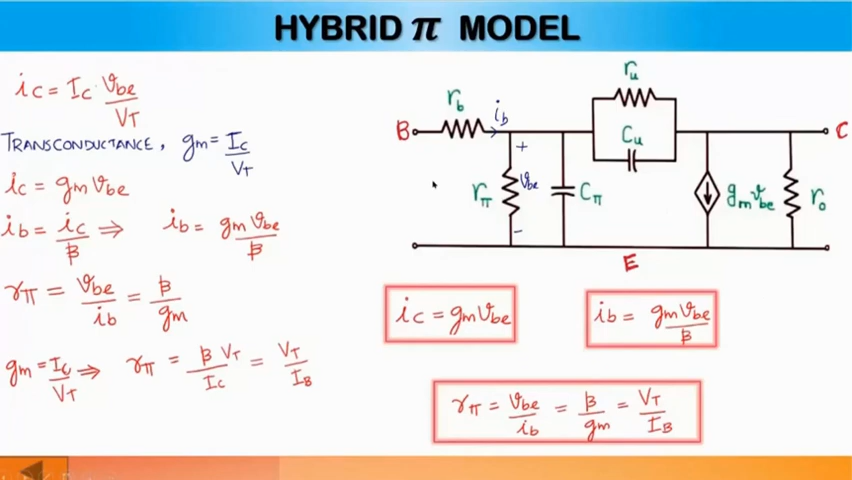 HYBRID π MODEL
ic = Ic · vbe/VT
TRANSCONDUCTANCE, gm = Ic/VT
ic = gm vbe
ib = ic/β ⇒ ib = gm vbe/β
rπ = vbe/ib = β/gm
gm = Ic/VT ⇒ rπ = β VT/Ic = VT/IB
ru
rb
ib
B
Cu
C
+
rπ
vbe
Cπ
gm vbe
ro
-
E
ic = gm vbe
ib = gm vbe/β
rπ = vbe/ib = β/gm = VT/IB